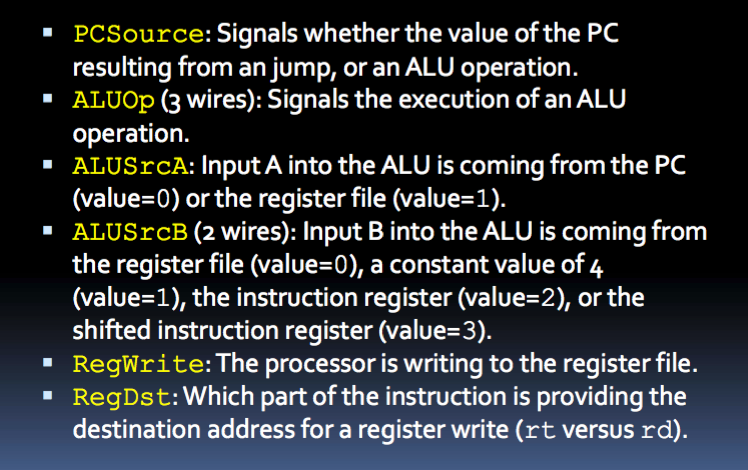 ▪ PCSource: Signals whether the value of the PC
resulting from an jump, or an ALU operation.
▪ ALUOp (3 wires): Signals the execution of an ALU
operation.
▪ ALUSrcA: Input A into the ALU is coming from the PC
(value=0) or the register file (value=1).
▪ ALUSrcB (2 wires): Input B into the ALU is coming from
the register file (value=0), a constant value of 4
(value=1), the instruction register (value=2), or the
shifted instruction register (value=3).
▪ RegWrite: The processor is writing to the register file.
▪ RegDst: Which part of the instruction is providing the
destination address for a register write (rt versus rd).